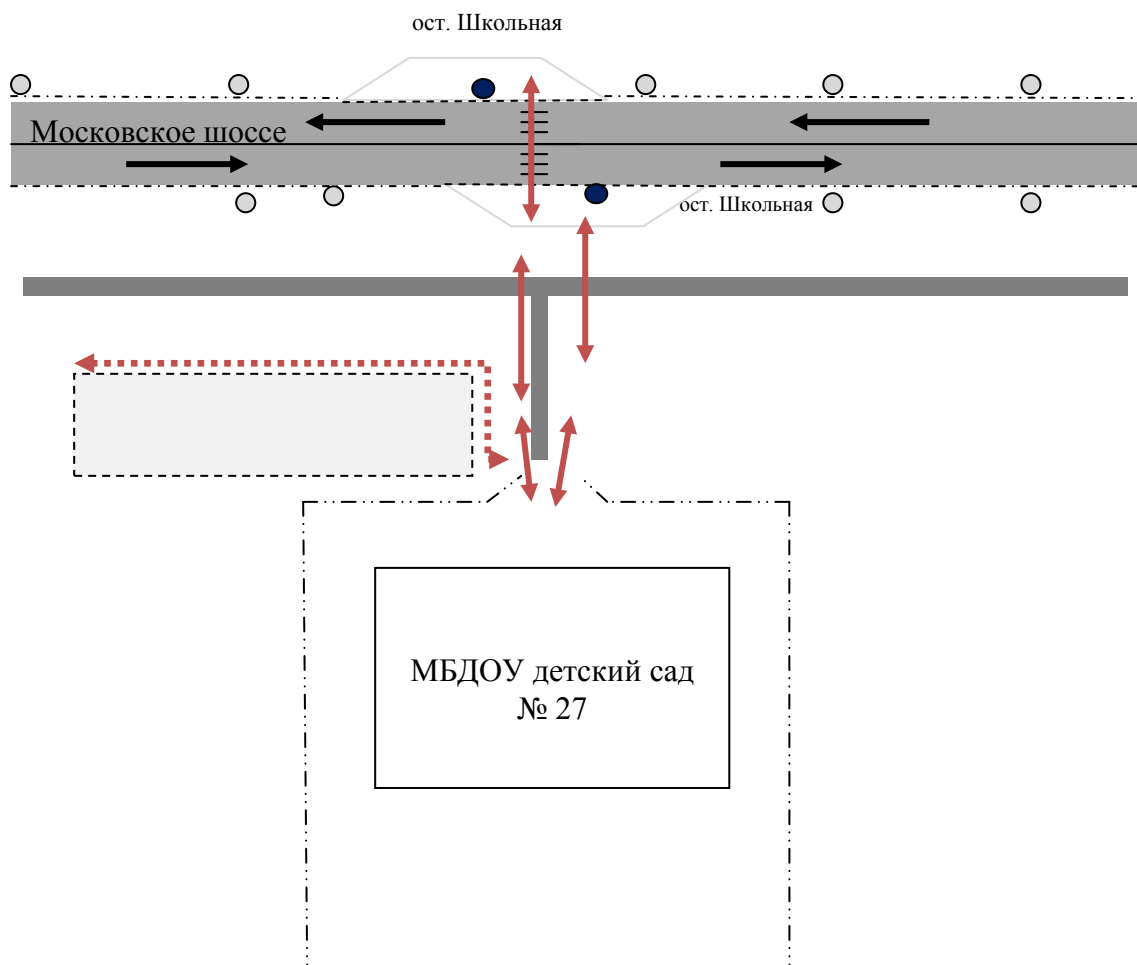 ост. Школьная
Московское шоссе
ост. Школьная
МБДОУ детский сад
№ 27